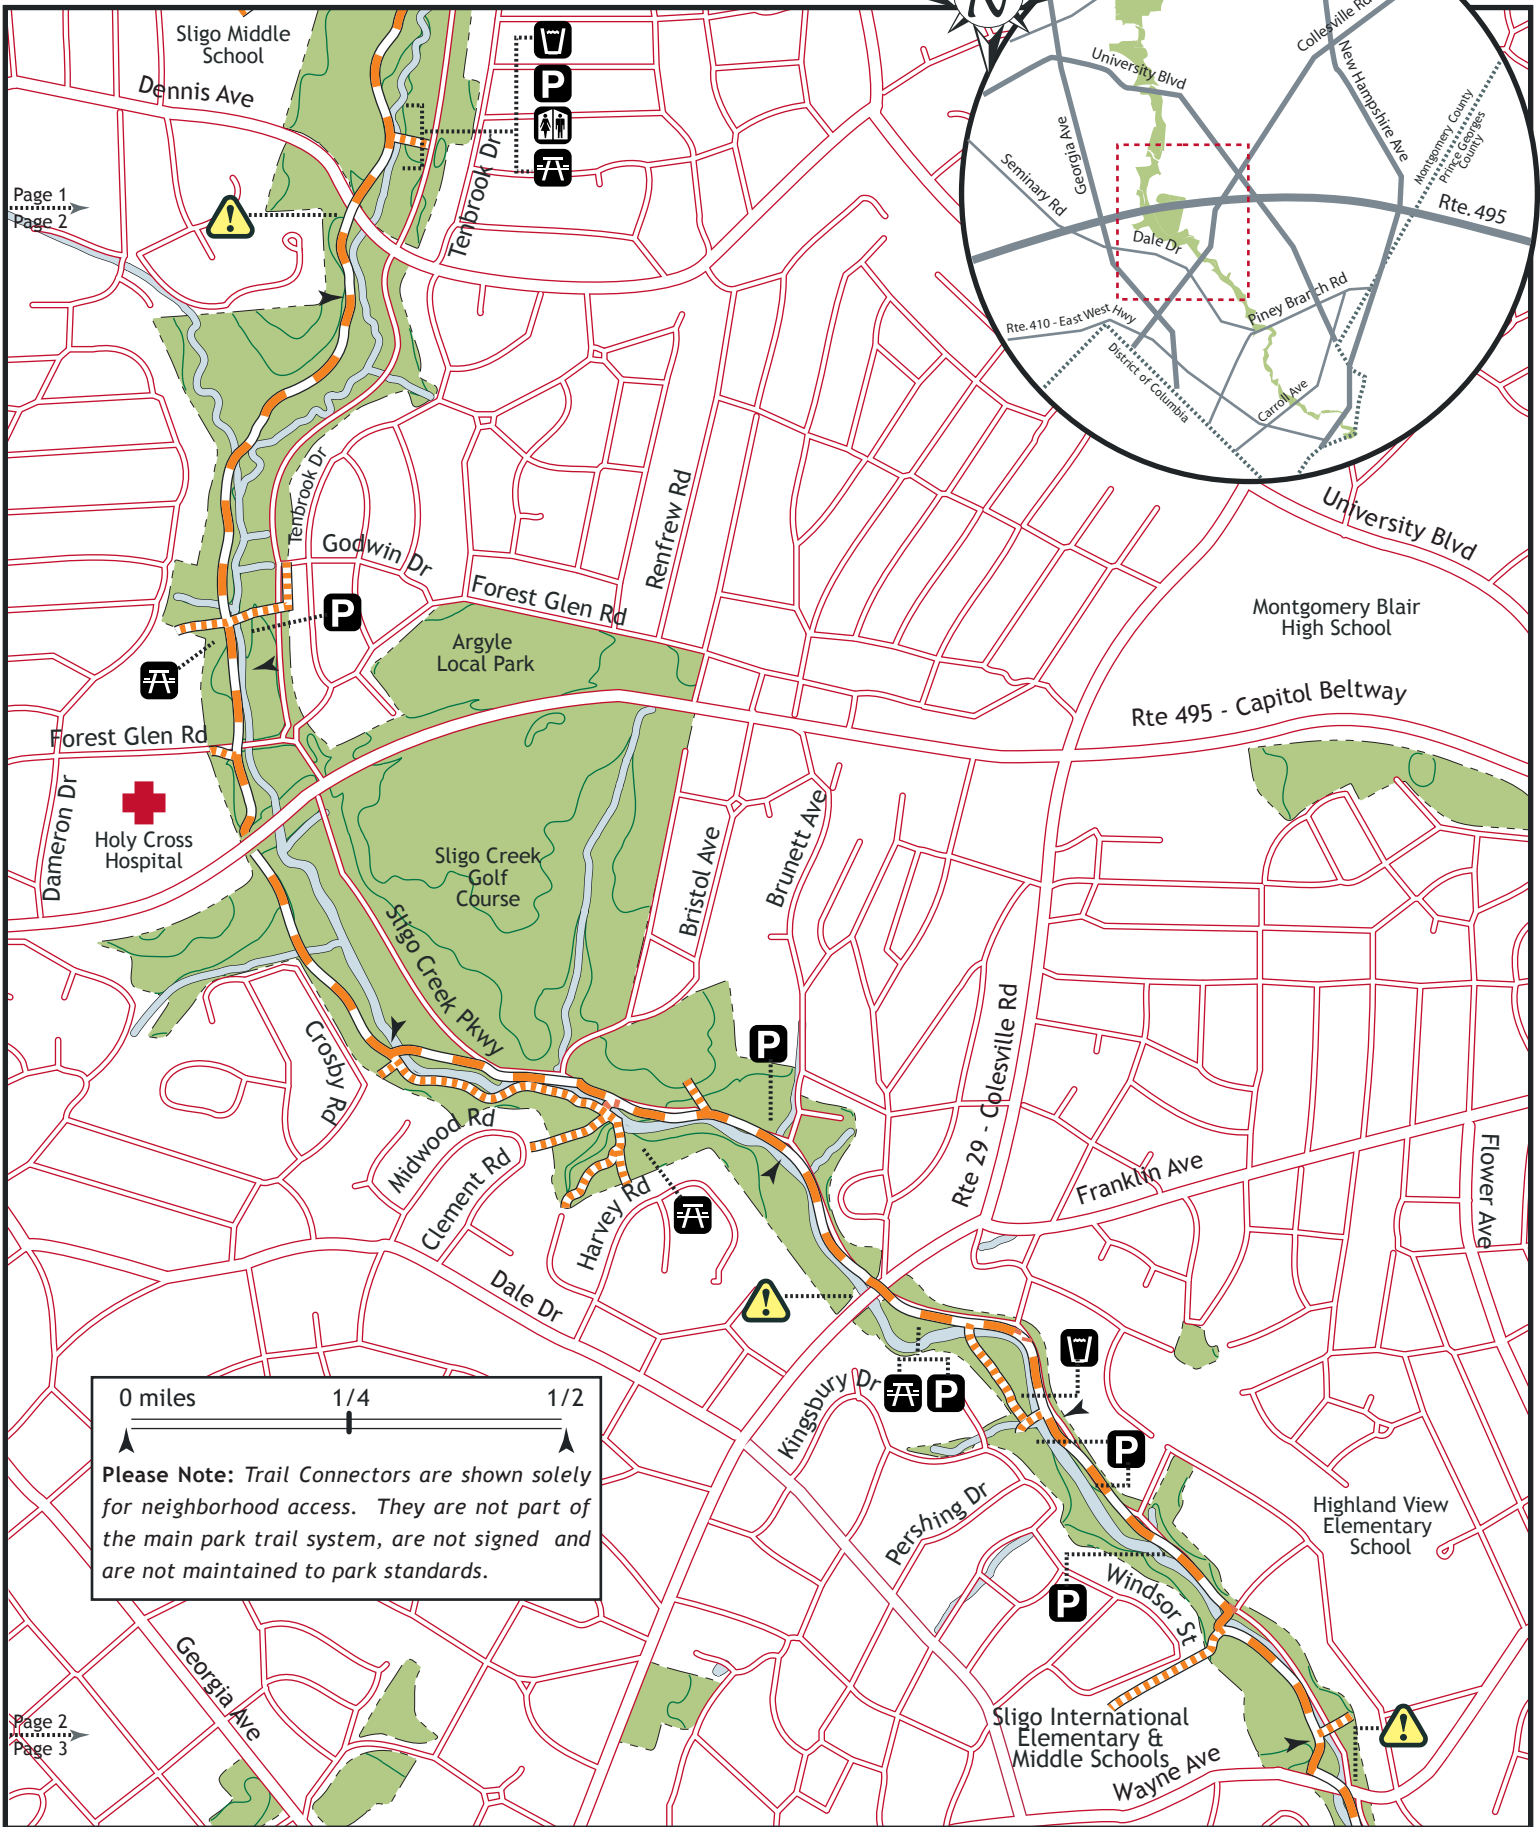 Sligo Middle
School
Dennis Ave
Page 1
Page 2
Tenbrook Dr
P
N
University Blvd
Colesville Rd
New Hampshire Ave
Montgomery County
Prince Georges
County
Georgia Ave
Seminary Rd
Rte. 495
Dale Dr
Piney Branch Rd
Rte. 410 - East West Hwy
District of Columbia
Carroll Ave
Tenbrook Dr
Godwin Dr
Forest Glen Rd
Renfrew Rd
University Blvd
Montgomery Blair
High School
P
Argyle
Local Park
Rte 495 - Capitol Beltway
Forest Glen Rd
Dameron Dr
Holy Cross
Hospital
Sligo Creek
Golf
Course
Bristol Ave
Brunett Ave
Sligo Creek Pkwy
Crosby Rd
P
Rte 29 - Colesville Rd
Midwood Rd
Clement Rd
Harvey Rd
Franklin Ave
Flower Ave
Dale Dr
Kingsbury Dr
P
P
0 miles
1/4
1/2
Please Note: Trail Connectors are shown solely
for neighborhood access. They are not part of
the main park trail system, are not signed and
are not maintained to park standards.
Pershing Dr
Highland View
Elementary
School
P
Windsor St
Georgia Ave
Page 2
Page 3
Sligo International
Elementary &
Middle Schools
Wayne Ave